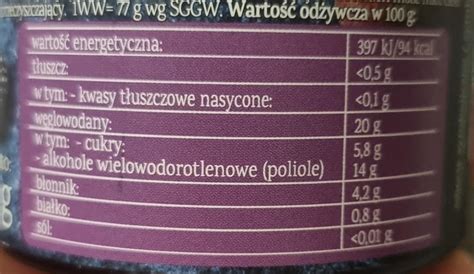 oczyszczający. 1WW= 77 g wg SGGW. Wartość odżywcza w 100 g:
wartość energetyczna: 397 kJ/94 kcal
tłuszcz: <0,5 g
w tym: - kwasy tłuszczowe nasycone: <0,1 g
węglowodany: 20 g
w tym: - cukry: 5,8 g
- alkohole wielowodorotlenowe (poliole) 14 g
błonnik: 4,2 g
białko: 0,8 g
sól: <0,01 g